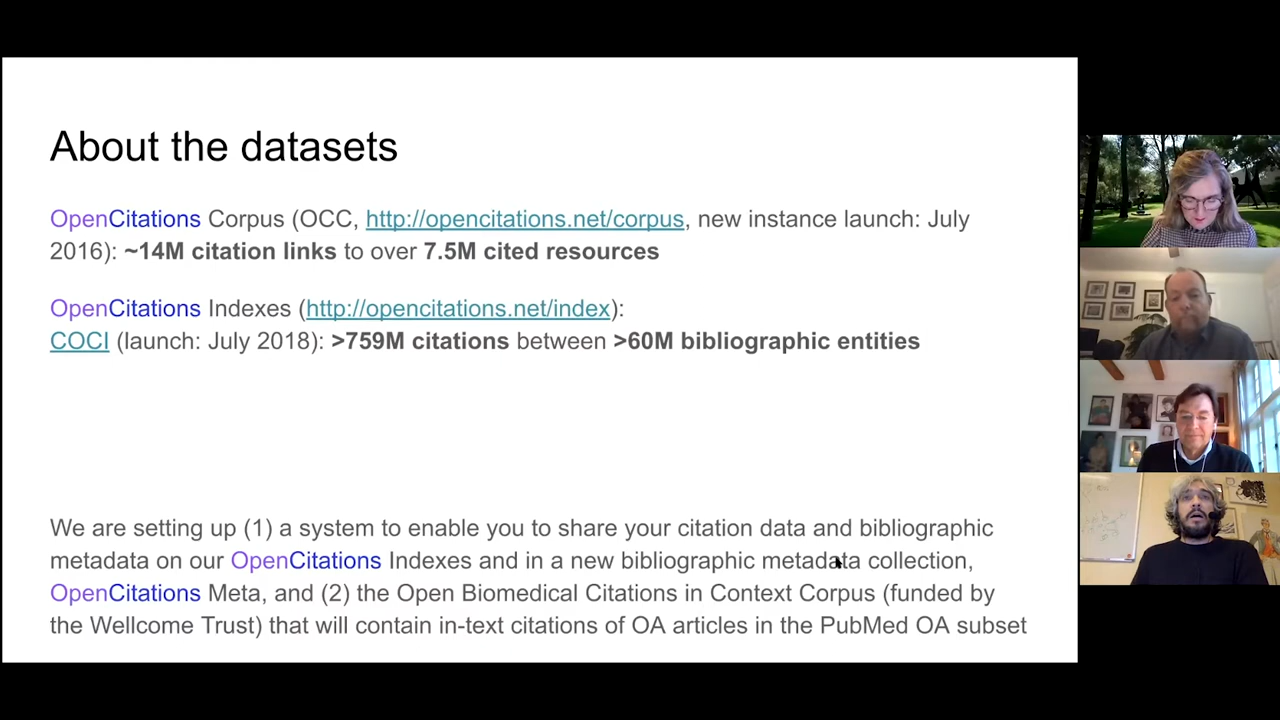 About the datasets
OpenCitations Corpus (OCC, http://opencitations.net/corpus, new instance launch: July
2016): ~14M citation links to over 7.5M cited resources
OpenCitations Indexes (http://opencitations.net/index):
COCI (launch: July 2018): >759M citations between >60M bibliographic entities
We are setting up (1) a system to enable you to share your citation data and bibliographic
metadata on our OpenCitations Indexes and in a new bibliographic metadata collection,
OpenCitations Meta, and (2) the Open Biomedical Citations in Context Corpus (funded by
the Wellcome Trust) that will contain in-text citations of OA articles in the PubMed OA subset